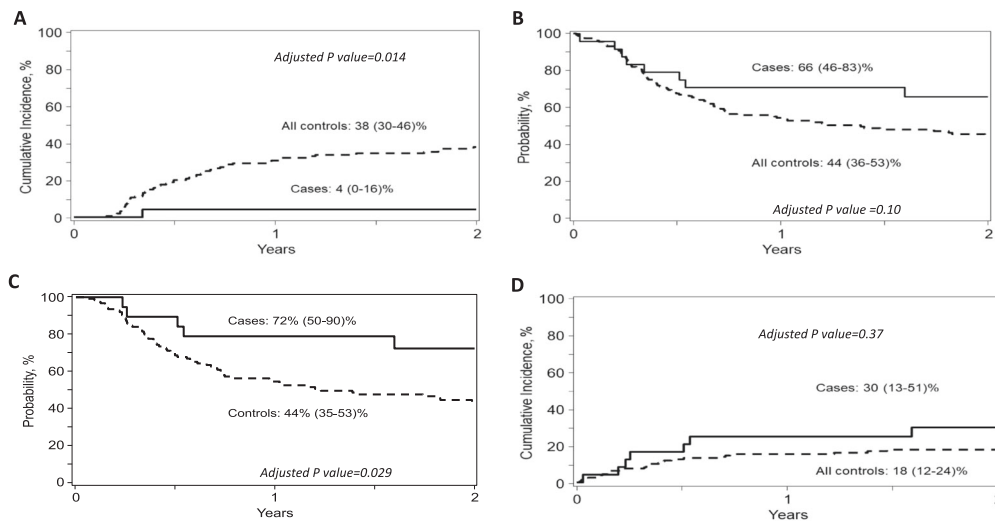 A
Cumulative Incidence, %
100
80
60
40
20
0
Adjusted P value=0.014
All controls: 38 (30-46)%
Cases: 4 (0-16)%
0 1 2
Years
B
Probability, %
100
80
60
40
20
0
Cases: 66 (46-83)%
All controls: 44 (36-53)%
Adjusted P value =0.10
0 1 2
Years
C
Probability, %
100
80
60
40
20
0
Cases: 72% (50-90)%
Controls: 44% (35-53)%
Adjusted P value=0.029
0 1 2
Years
D
Cumulative Incidence, %
100
80
60
40
20
0
Adjusted P value=0.37
Cases: 30 (13-51)%
All controls: 18 (12-24)%
0 1 2
Years